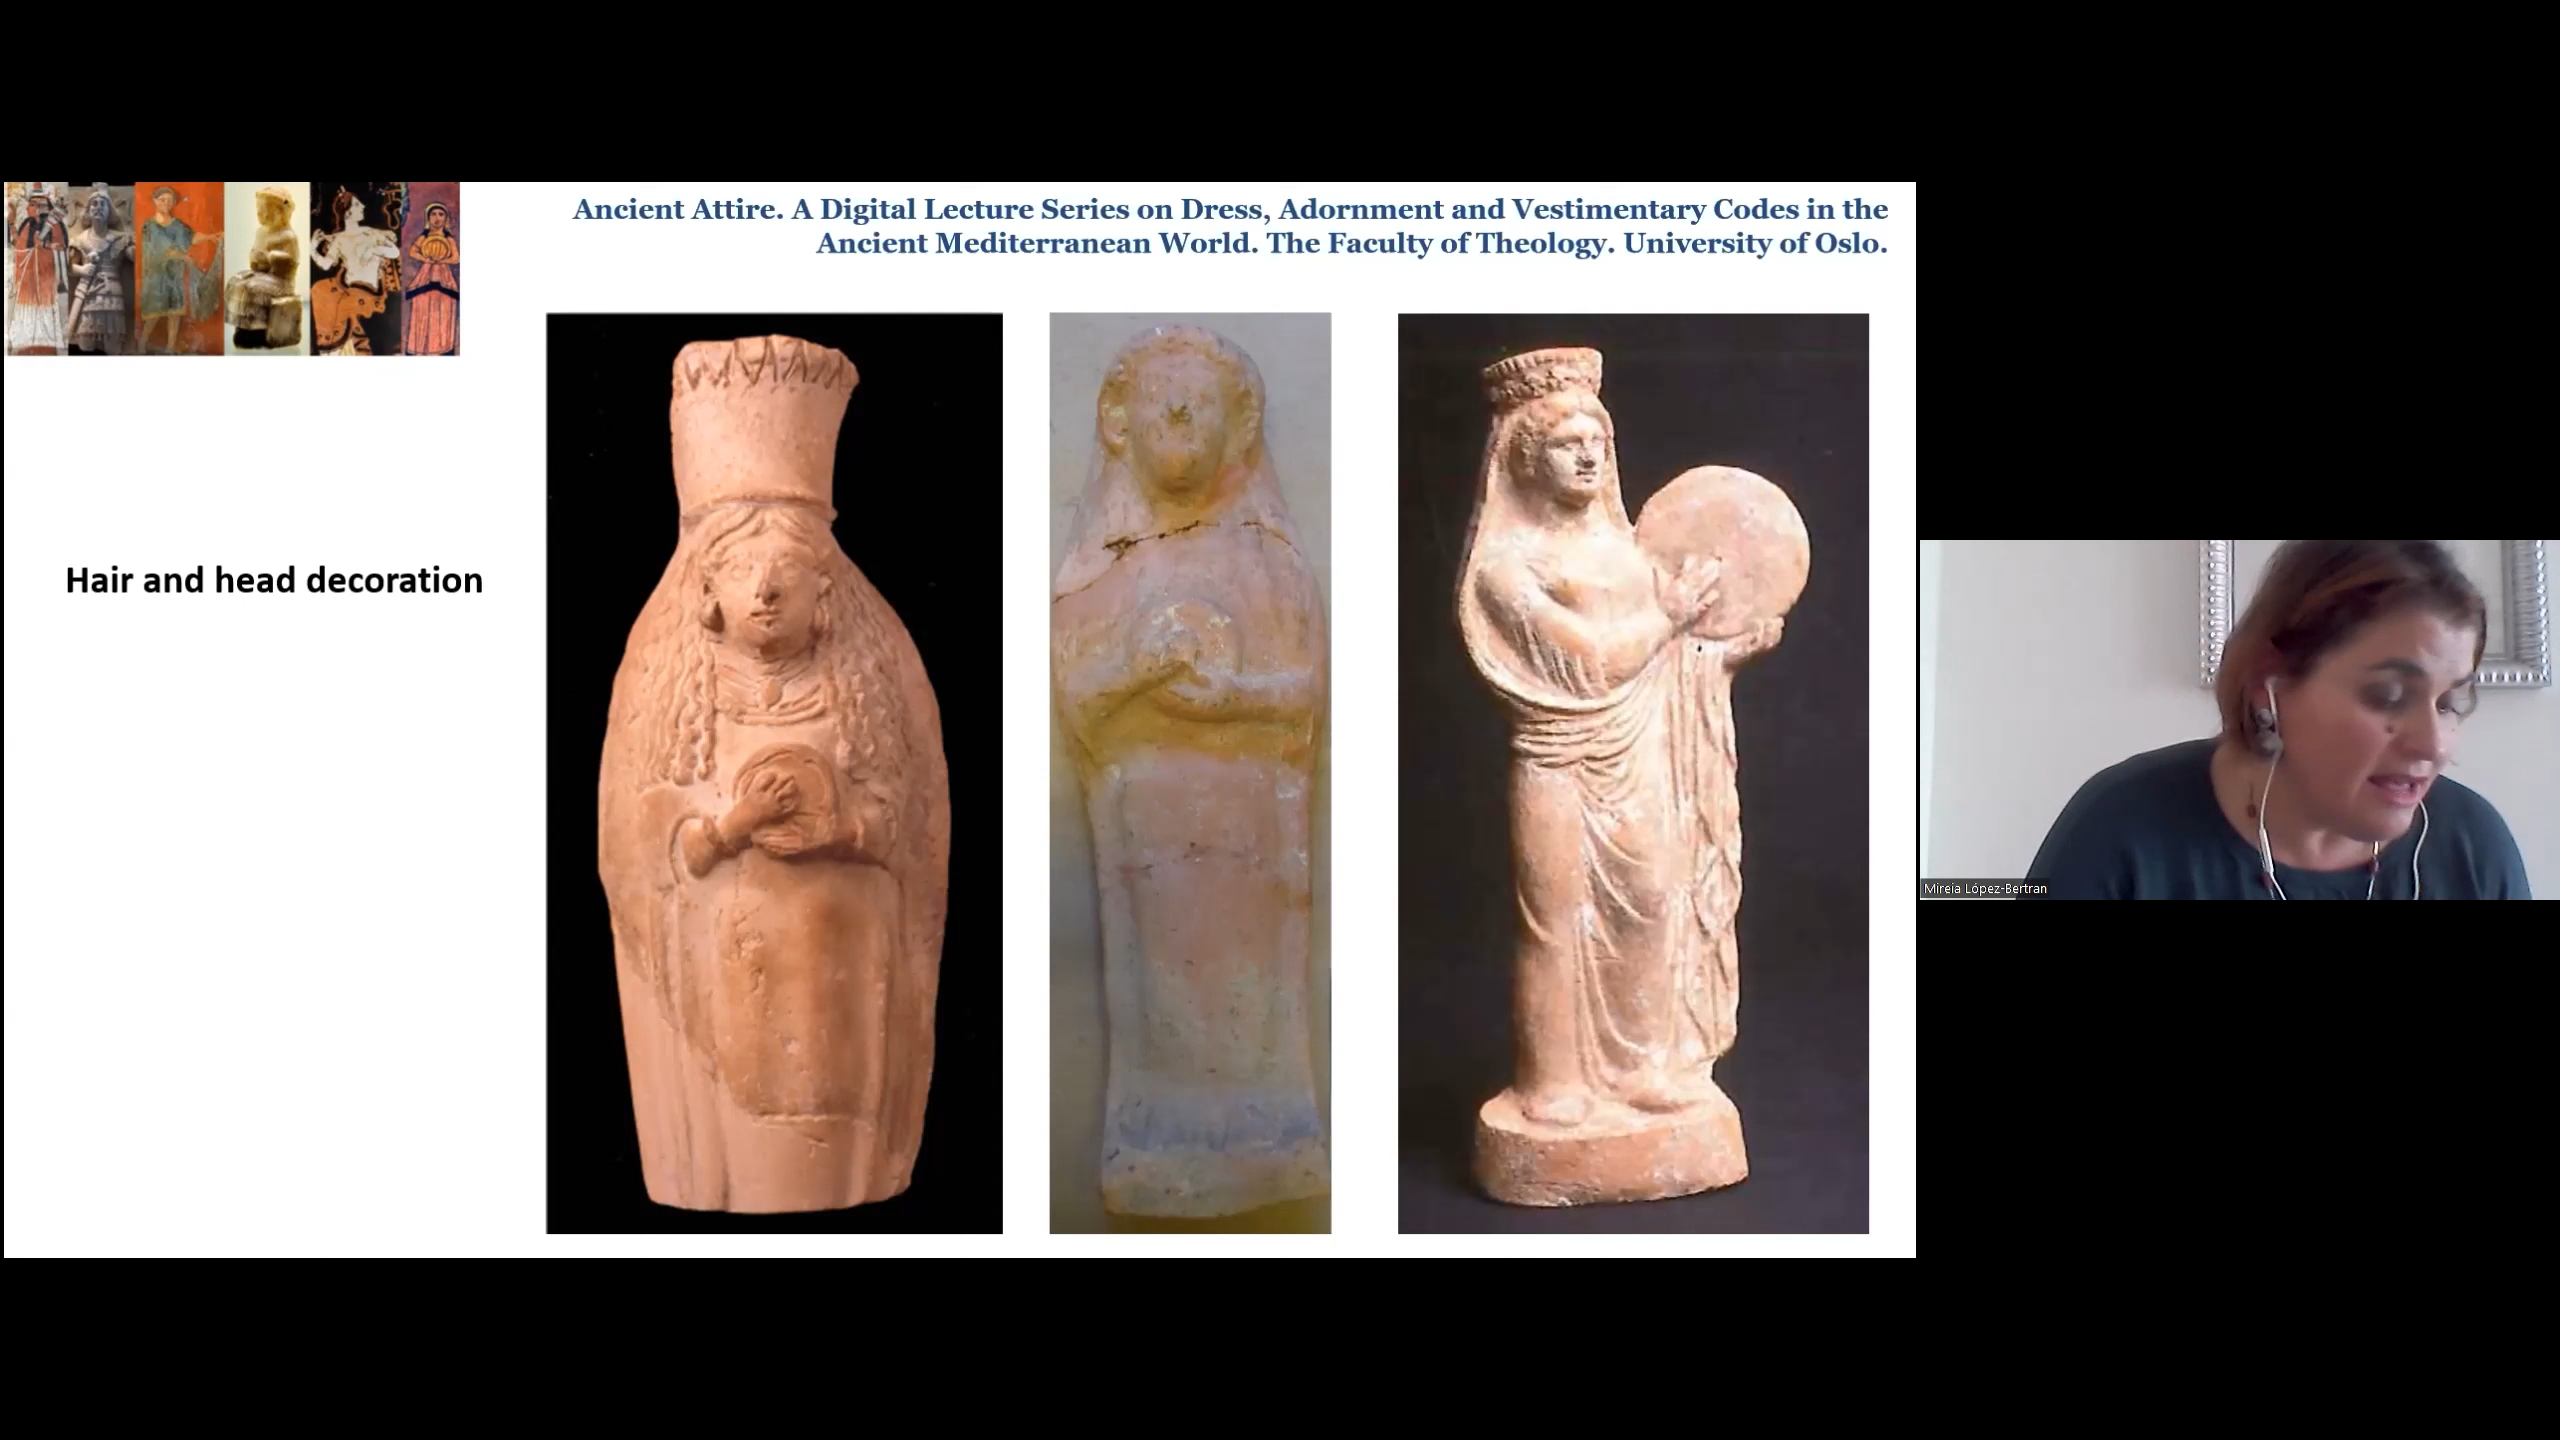 Ancient Attire. A Digital Lecture Series on Dress, Adornment and Vestimentary Codes in the
Ancient Mediterranean World. The Faculty of Theology. University of Oslo.
Hair and head decoration
Mireia López-Bertran